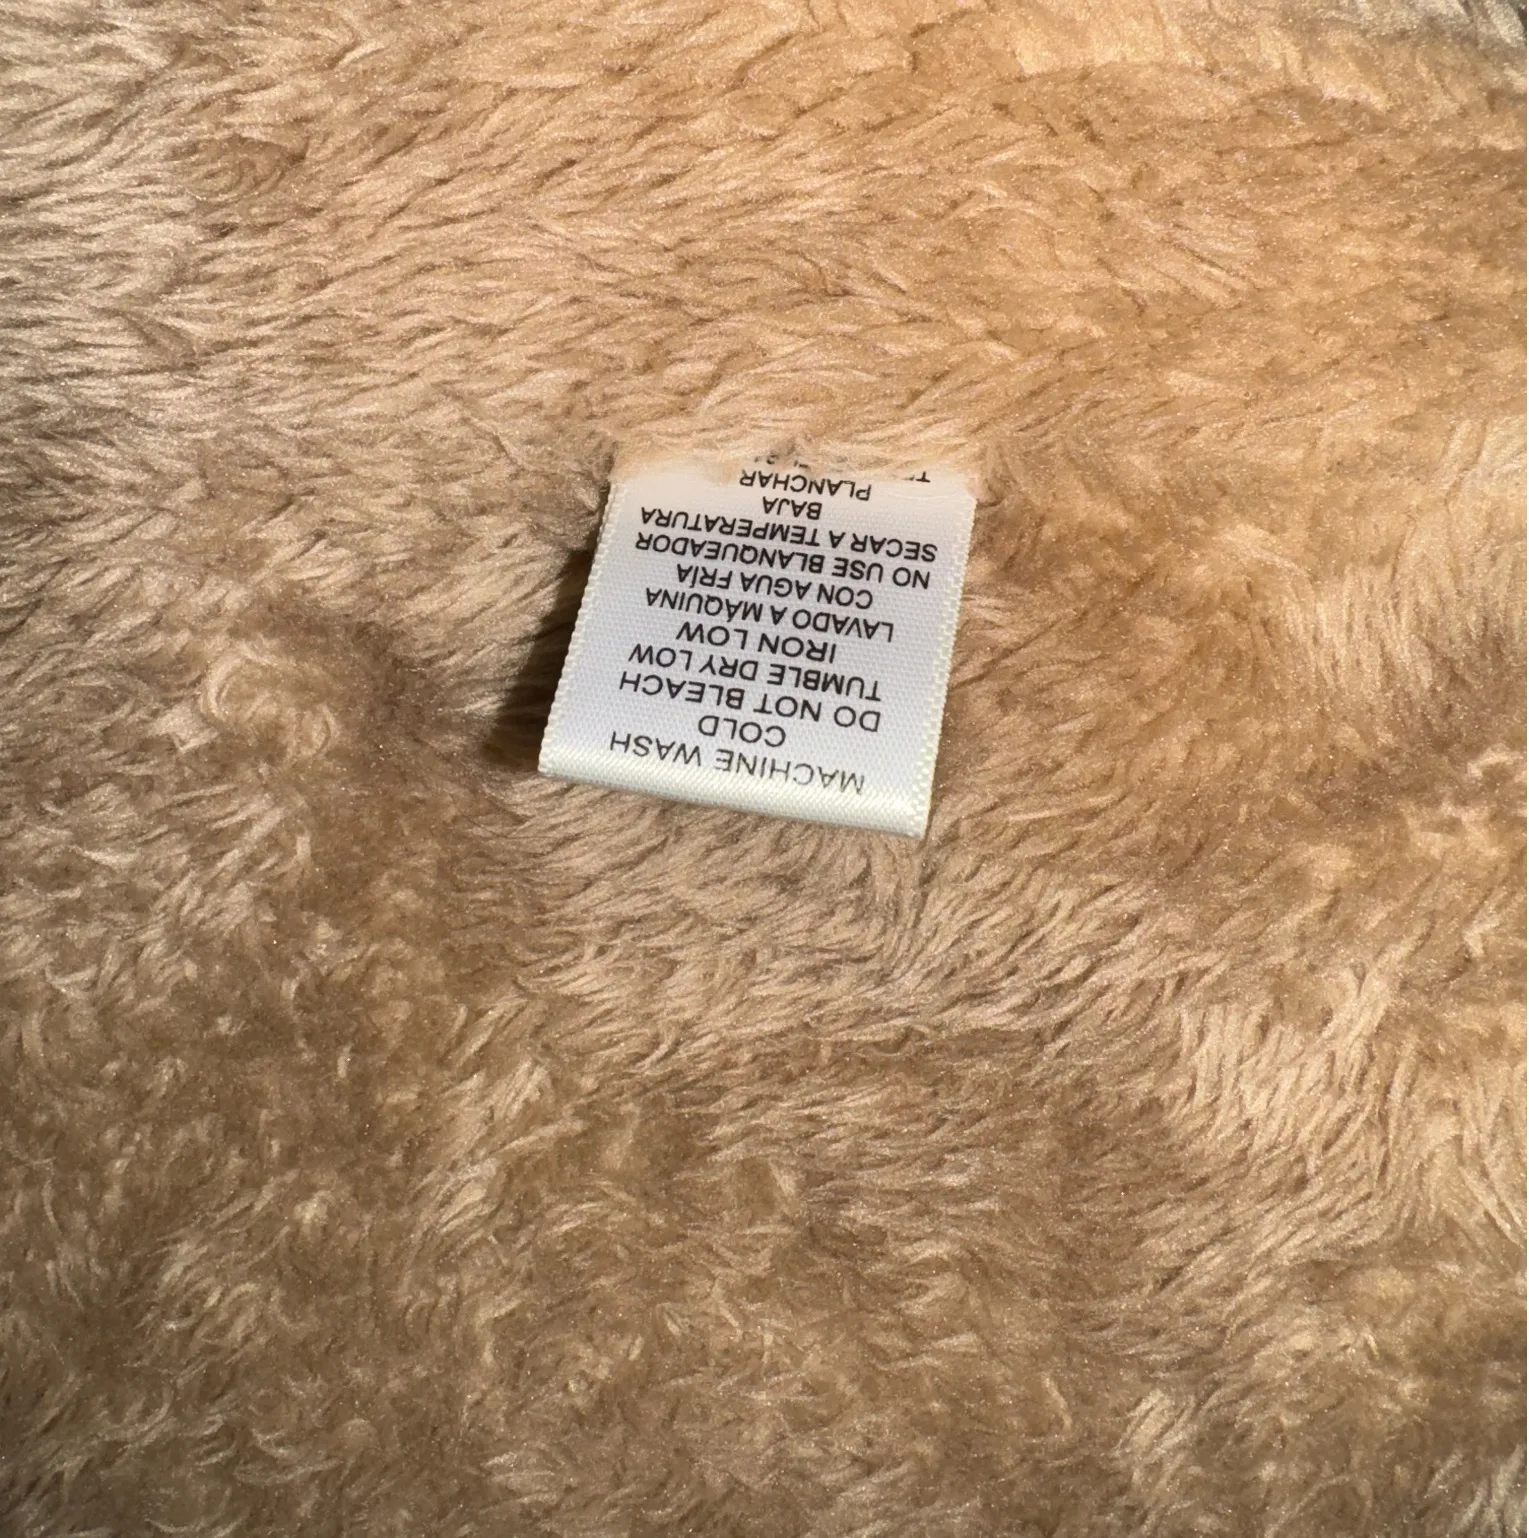 MACHINE WASH
COLD
DO NOT BLEACH
TUMBLE DRY LOW
IRON LOW
LAVADO A MÁQUINA
CON AGUA FRÍA
NO USE BLANQUEADOR
SECAR A TEMPERATURA
BAJA
PLANCHAR